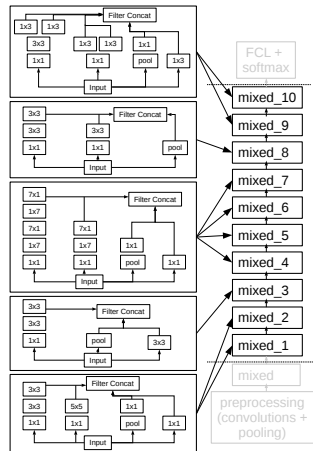 Filter Concat
1x3
1x3
3x3
1x3
1x3
1x1
1x1
1x1
pool
1x3
Input
3x3
Filter Concat
3x3
3x3
1x1
1x1
pool
Input
7x1
Filter Concat
1x7
7x1
7x1
1x7
1x7
1x1
1x1
1x1
pool
1x1
Input
3x3
Filter Concat
3x3
pool
1x1
3x3
Input
Filter Concat
3x3
3x3
5x5
1x1
1x1
1x1
pool
1x1
Input
FCL +
softmax
mixed_10
mixed_9
mixed_8
mixed_7
mixed_6
mixed_5
mixed_4
mixed_3
mixed_2
mixed_1
mixed
preprocessing
(convolutions +
pooling)